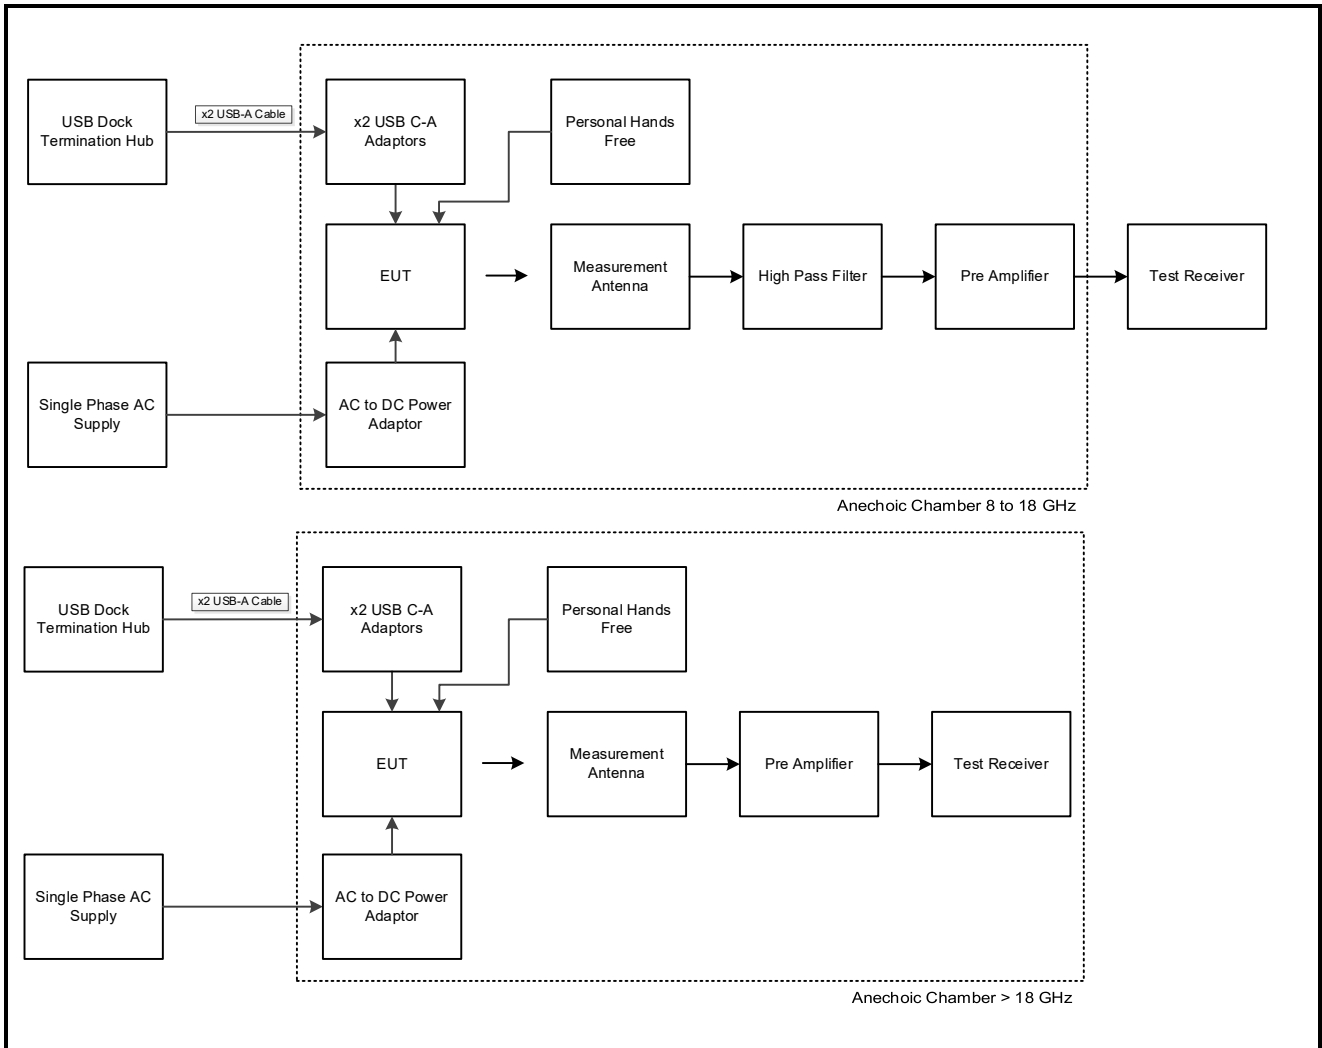 USB Dock
Termination Hub
x2 USB-A Cable
x2 USB C-A
Adaptors
Personal Hands
Free
EUT
Measurement
Antenna
High Pass Filter
Pre Amplifier
Test Receiver
Single Phase AC
Supply
AC to DC Power
Adaptor
Anechoic Chamber 8 to 18 GHz
USB Dock
Termination Hub
x2 USB-A Cable
x2 USB C-A
Adaptors
Personal Hands
Free
EUT
Measurement
Antenna
Pre Amplifier
Test Receiver
Single Phase AC
Supply
AC to DC Power
Adaptor
Anechoic Chamber > 18 GHz